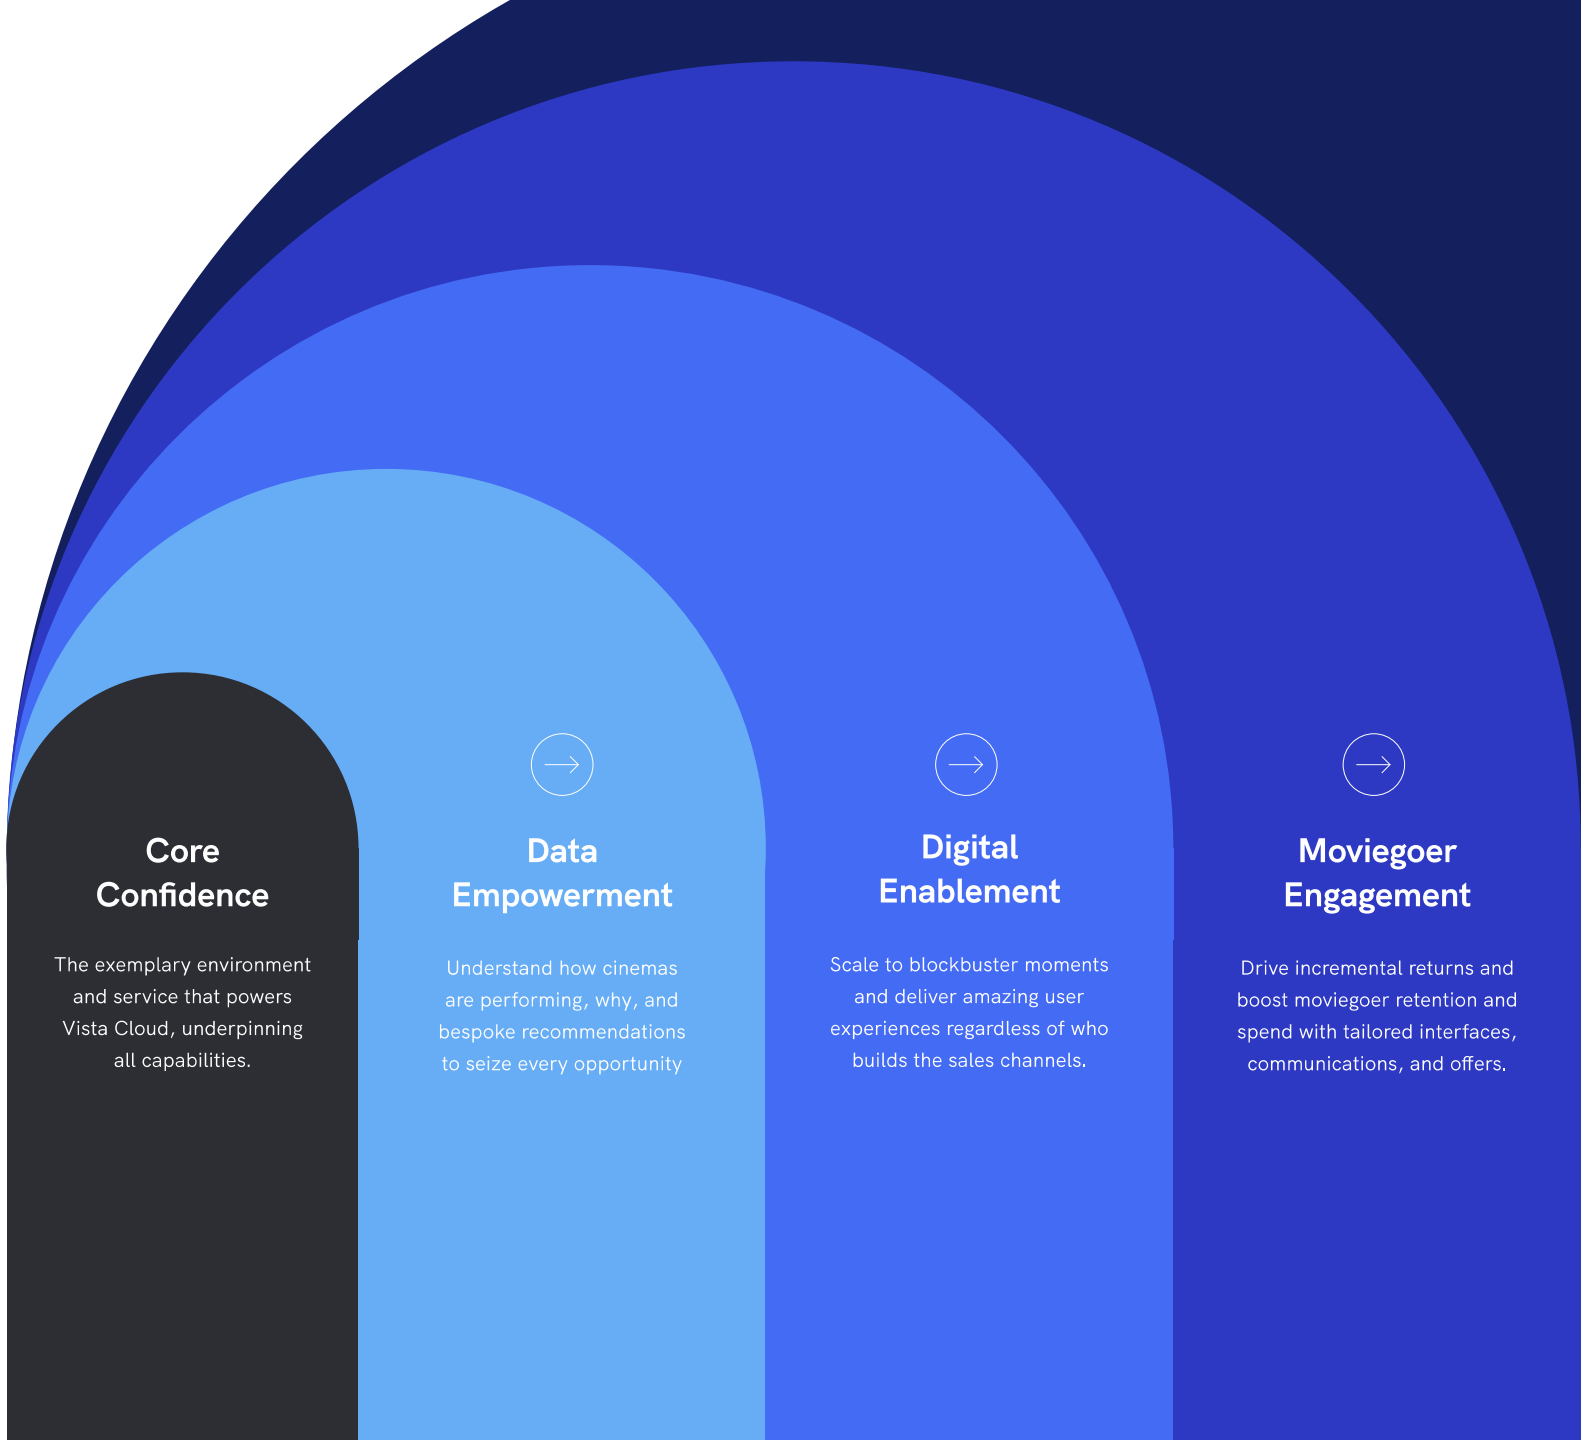 Core
Confidence
The exemplary environment
and service that powers
Vista Cloud, underpinning
all capabilities.
Data
Empowerment
Understand how cinemas
are performing, why, and
bespoke recommendations
to seize every opportunity
Digital
Enablement
Scale to blockbuster moments
and deliver amazing user
experiences regardless of who
builds the sales channels.
Moviegoer
Engagement
Drive incremental returns and
boost moviegoer retention and
spend with tailored interfaces,
communications, and offers.